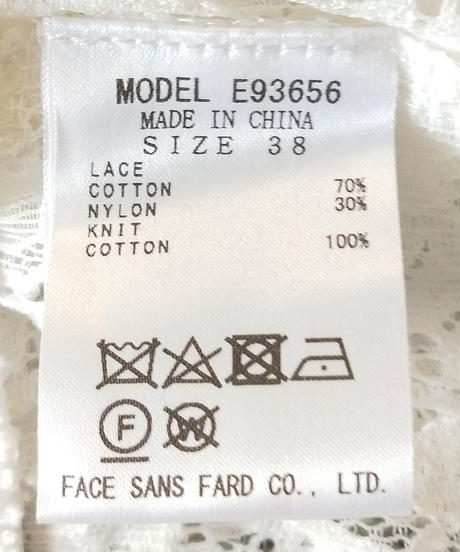 MODEL E93656
MADE IN CHINA
SIZE 38
LACE
COTTON 70%
NYLON 30%
KNIT
COTTON 100%
F W
FACE SANS FARD CO., LTD.